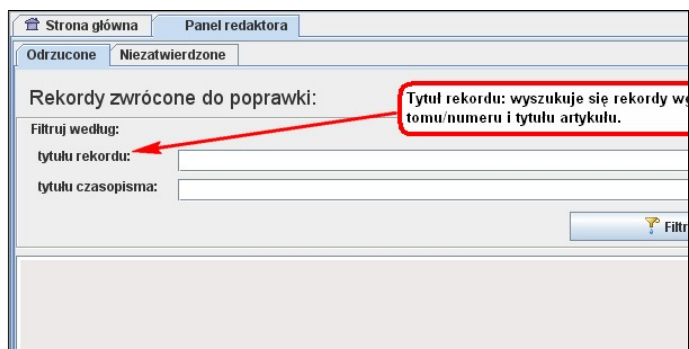 Strona główna Panel redaktora
Odrzucone Niezatwierdzone
Rekordy zwrócone do poprawki:
Tytuł rekordu: wyszukuje się rekordy
tomu/numeru i tytułu artykułu.
Filtruj według:
tytułu rekordu:
tytułu czasopisma: